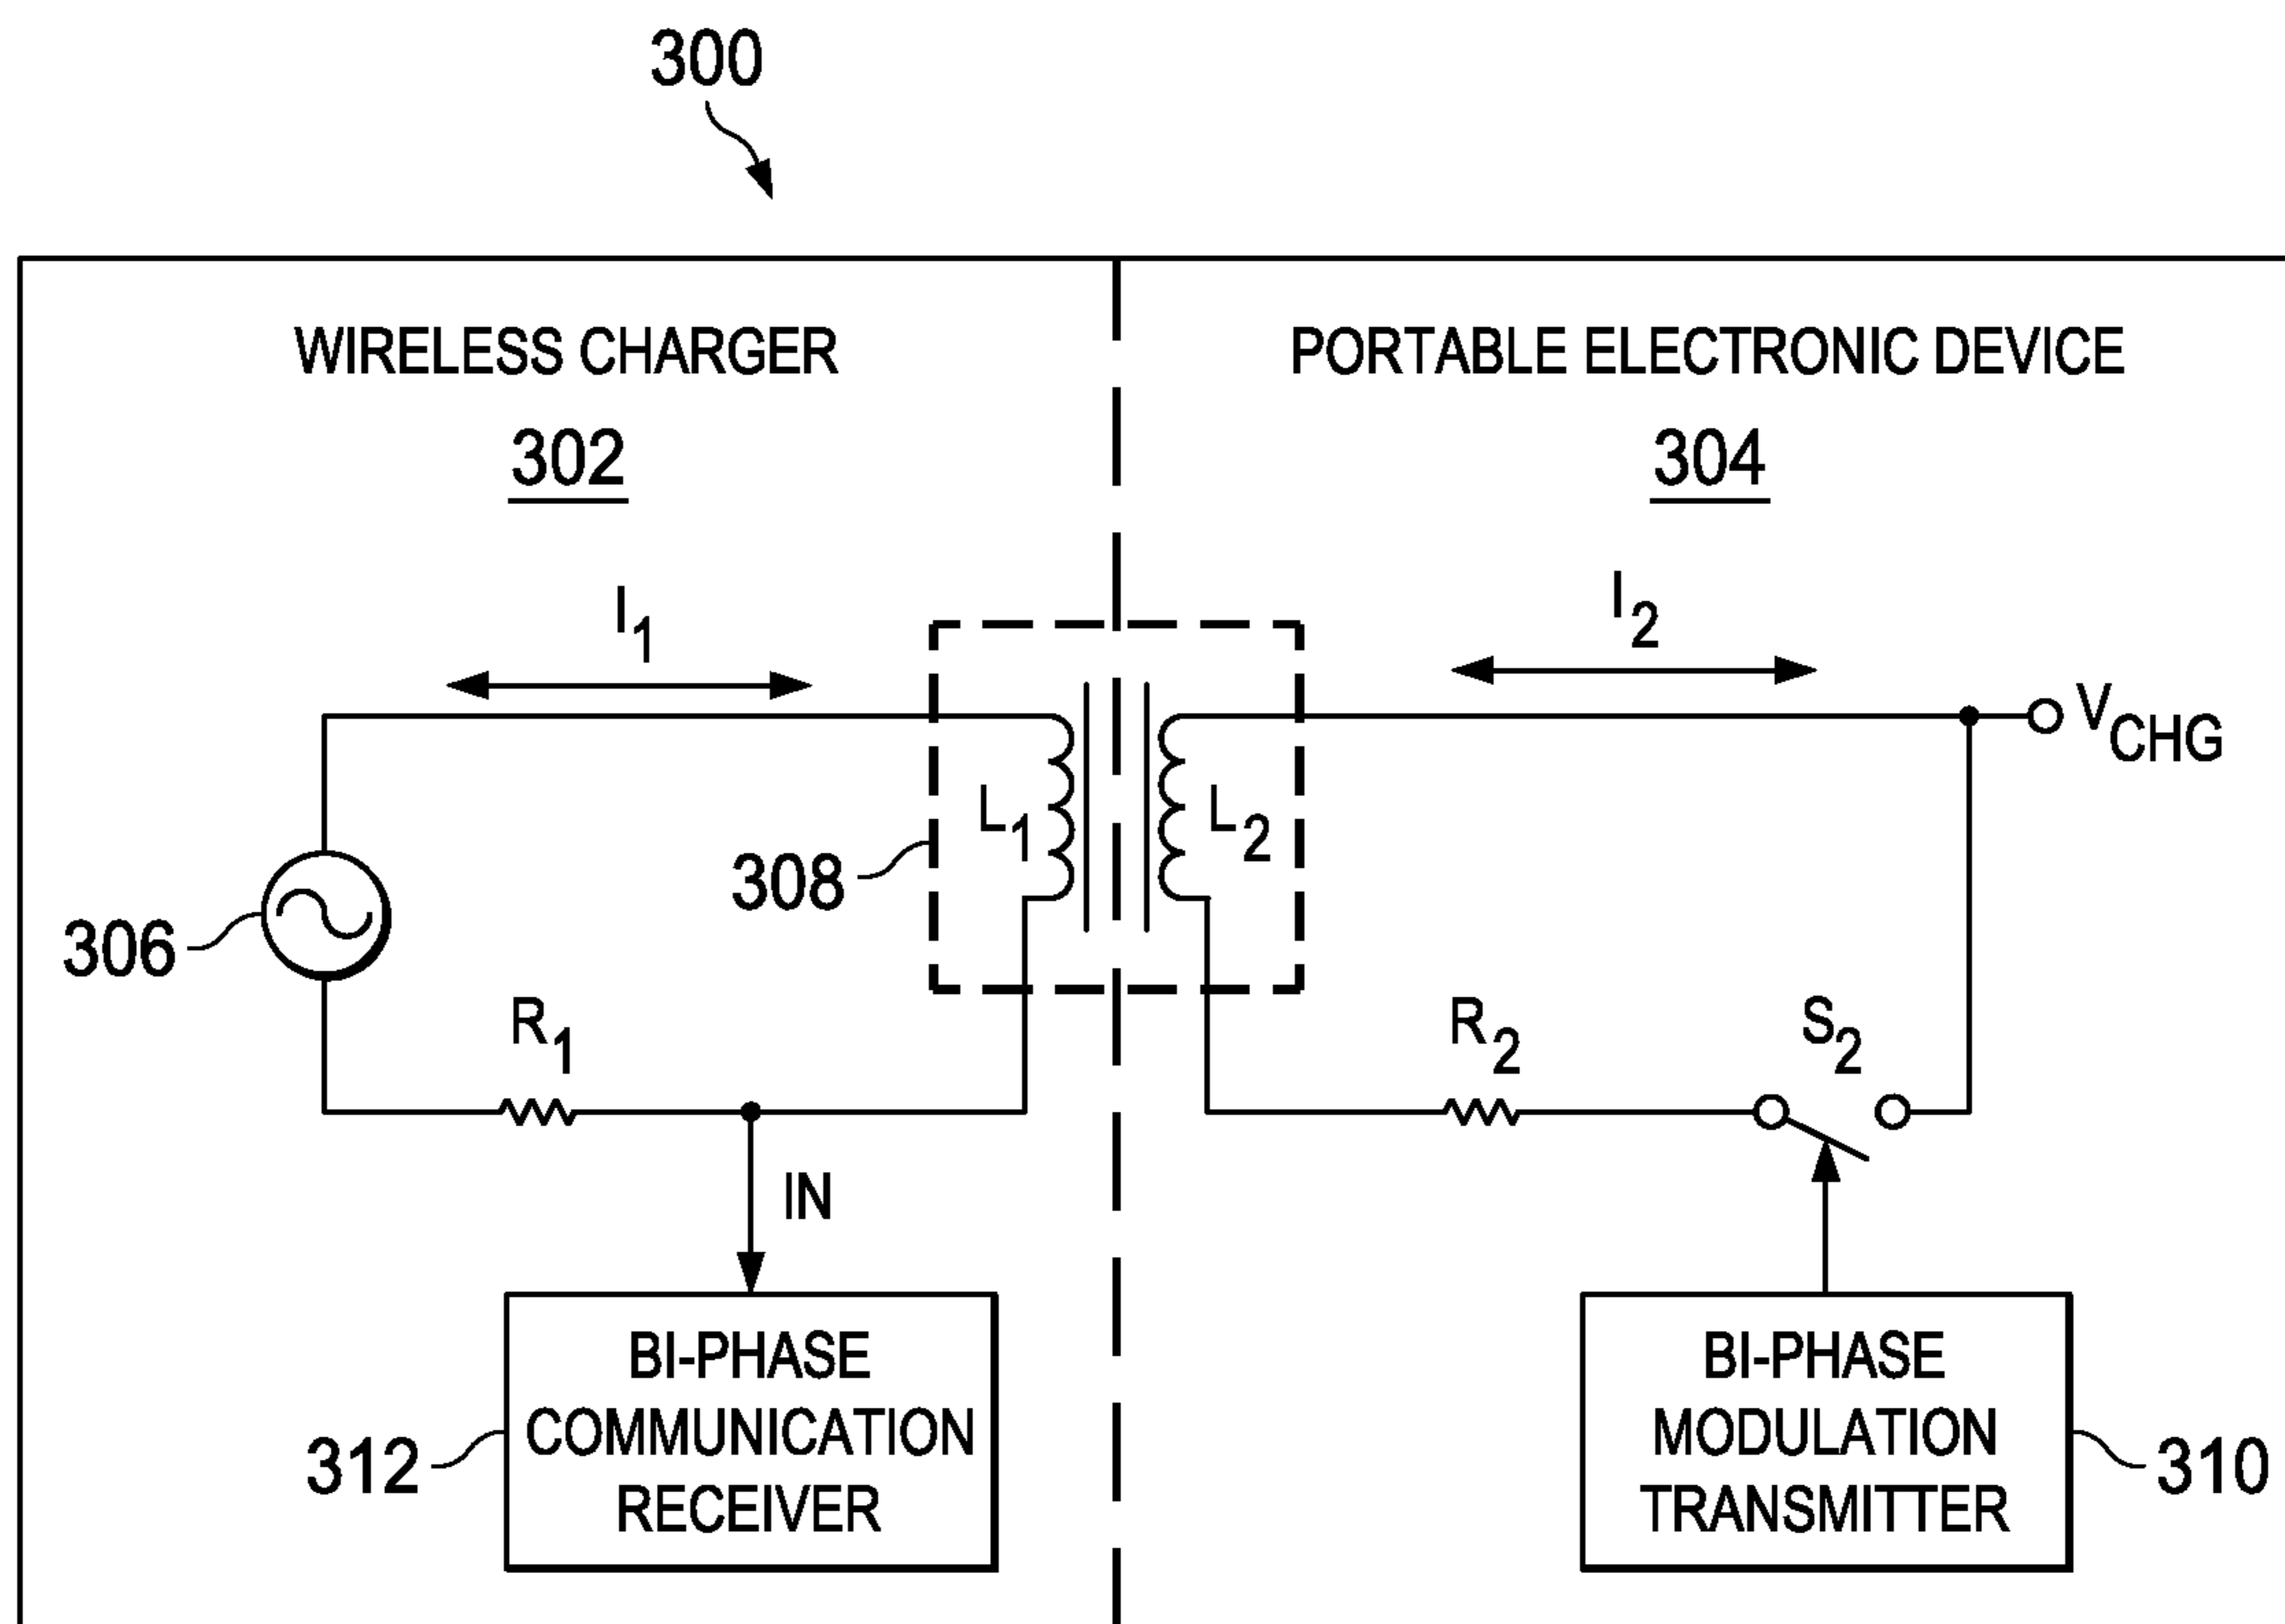 300
WIRELESS CHARGER
302
PORTABLE ELECTRONIC DEVICE
304
I1
I2
VCHG
L1
L2
308
306
R1
R2
S2
IN
BI-PHASE
COMMUNICATION
RECEIVER
312
BI-PHASE
MODULATION
TRANSMITTER
310